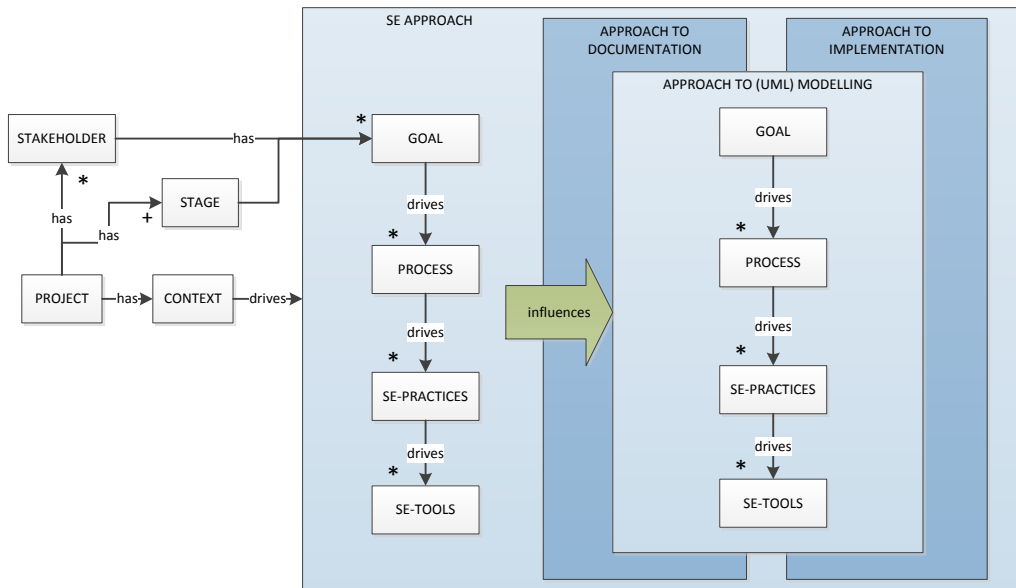 SE APPROACH
APPROACH TO
DOCUMENTATION
APPROACH TO
IMPLEMENTATION
APPROACH TO (UML) MODELLING
STAKEHOLDER
has
*
GOAL
GOAL
*
has
has
+
STAGE
drives
drives
*
*
PROCESS
PROCESS
PROJECT
has
CONTEXT
drives
influences
drives
drives
*
*
SE-PRACTICES
SE-PRACTICES
drives
drives
*
*
SE-TOOLS
SE-TOOLS